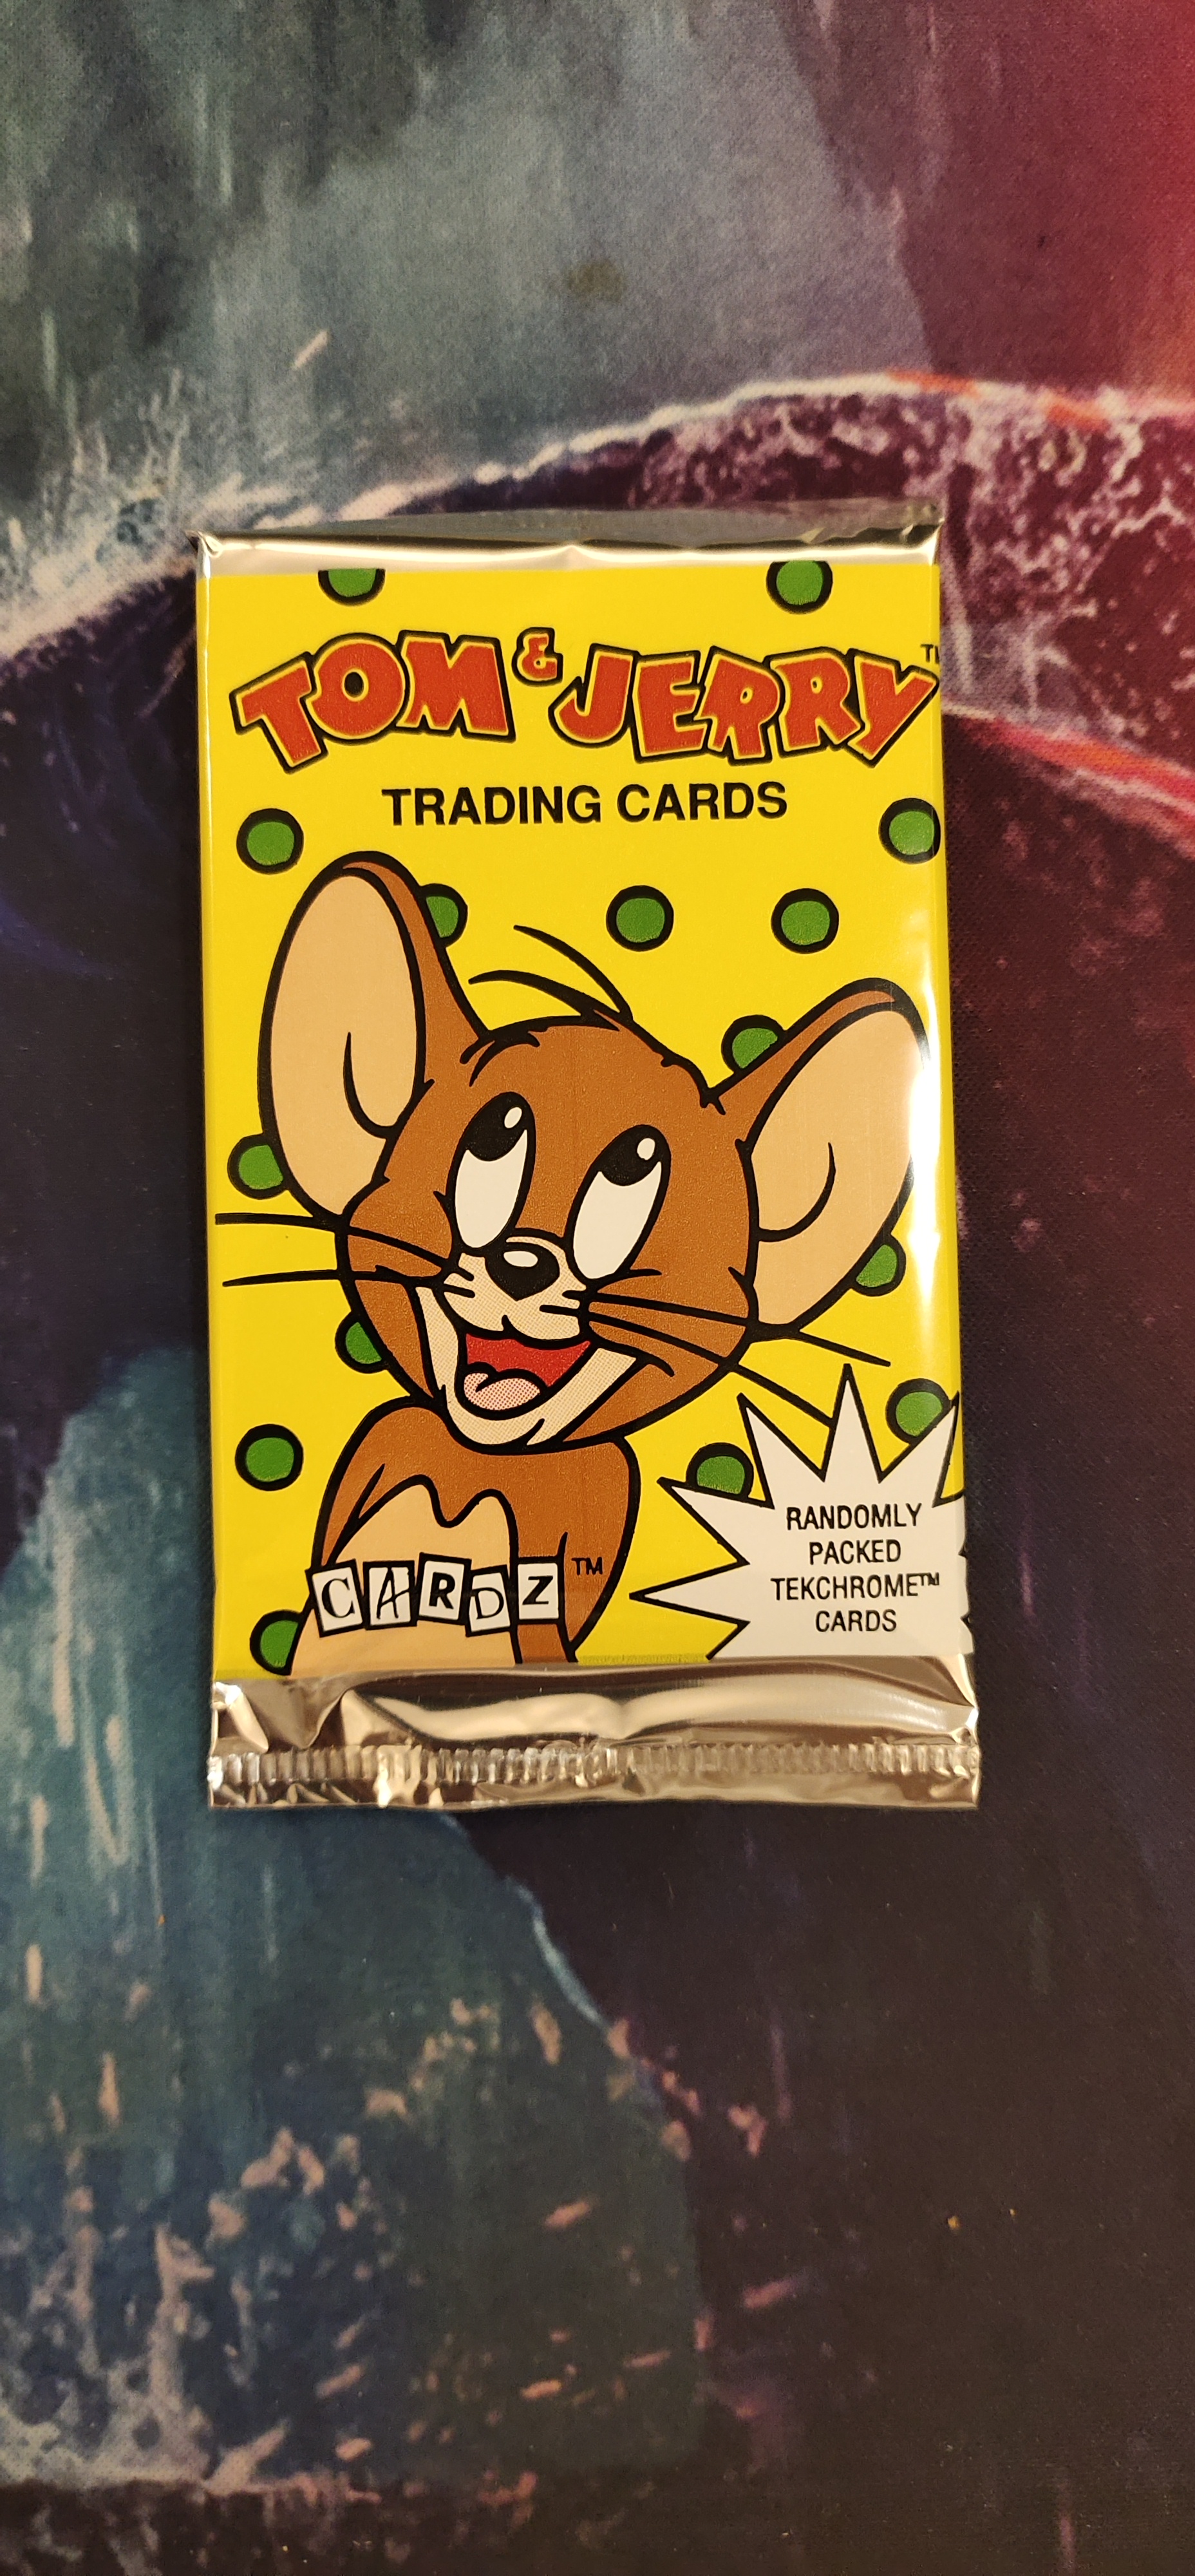 TOM & JERRY™
TRADING CARDS
CARDZ™
RANDOMLY
PACKED
TEKCHROME™
CARDS